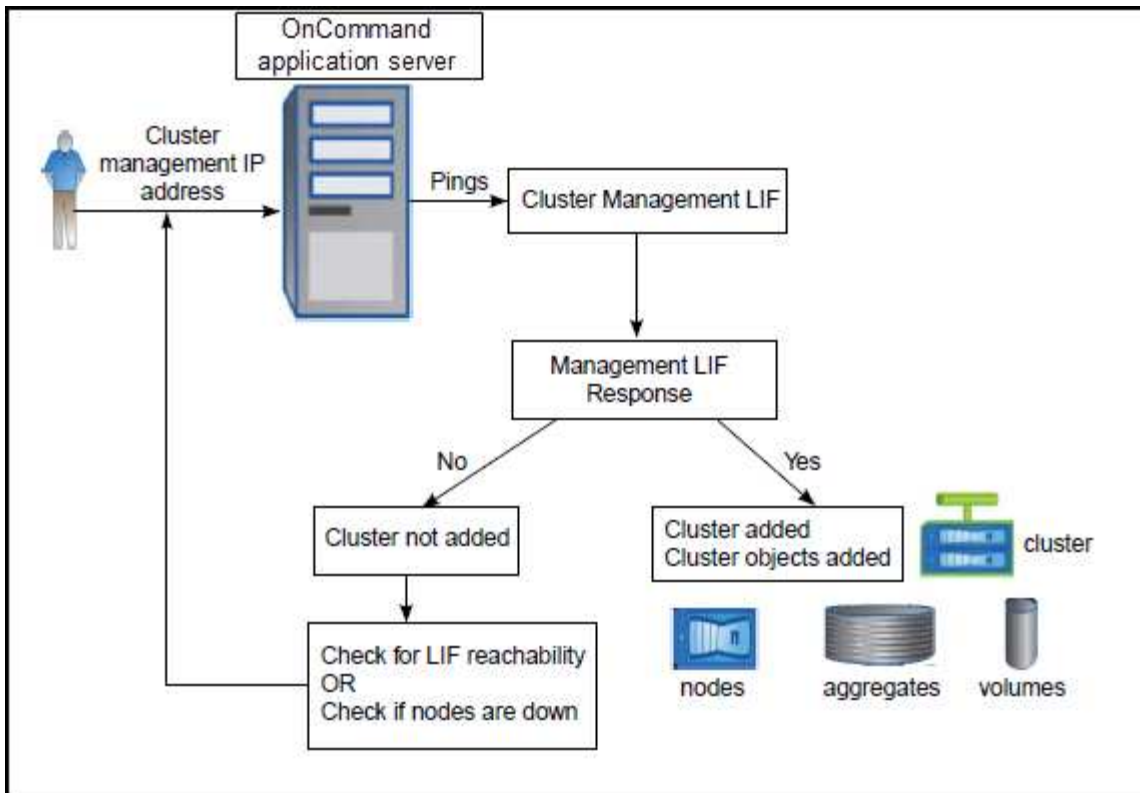 OnCommand
application server
Cluster
management IP
address
Pings
Cluster Management LIF
Management LIF
Response
No
Yes
Cluster not added
Cluster added
Cluster objects added
cluster
Check for LIF reachability
OR
Check if nodes are down
nodes
aggregates
volumes